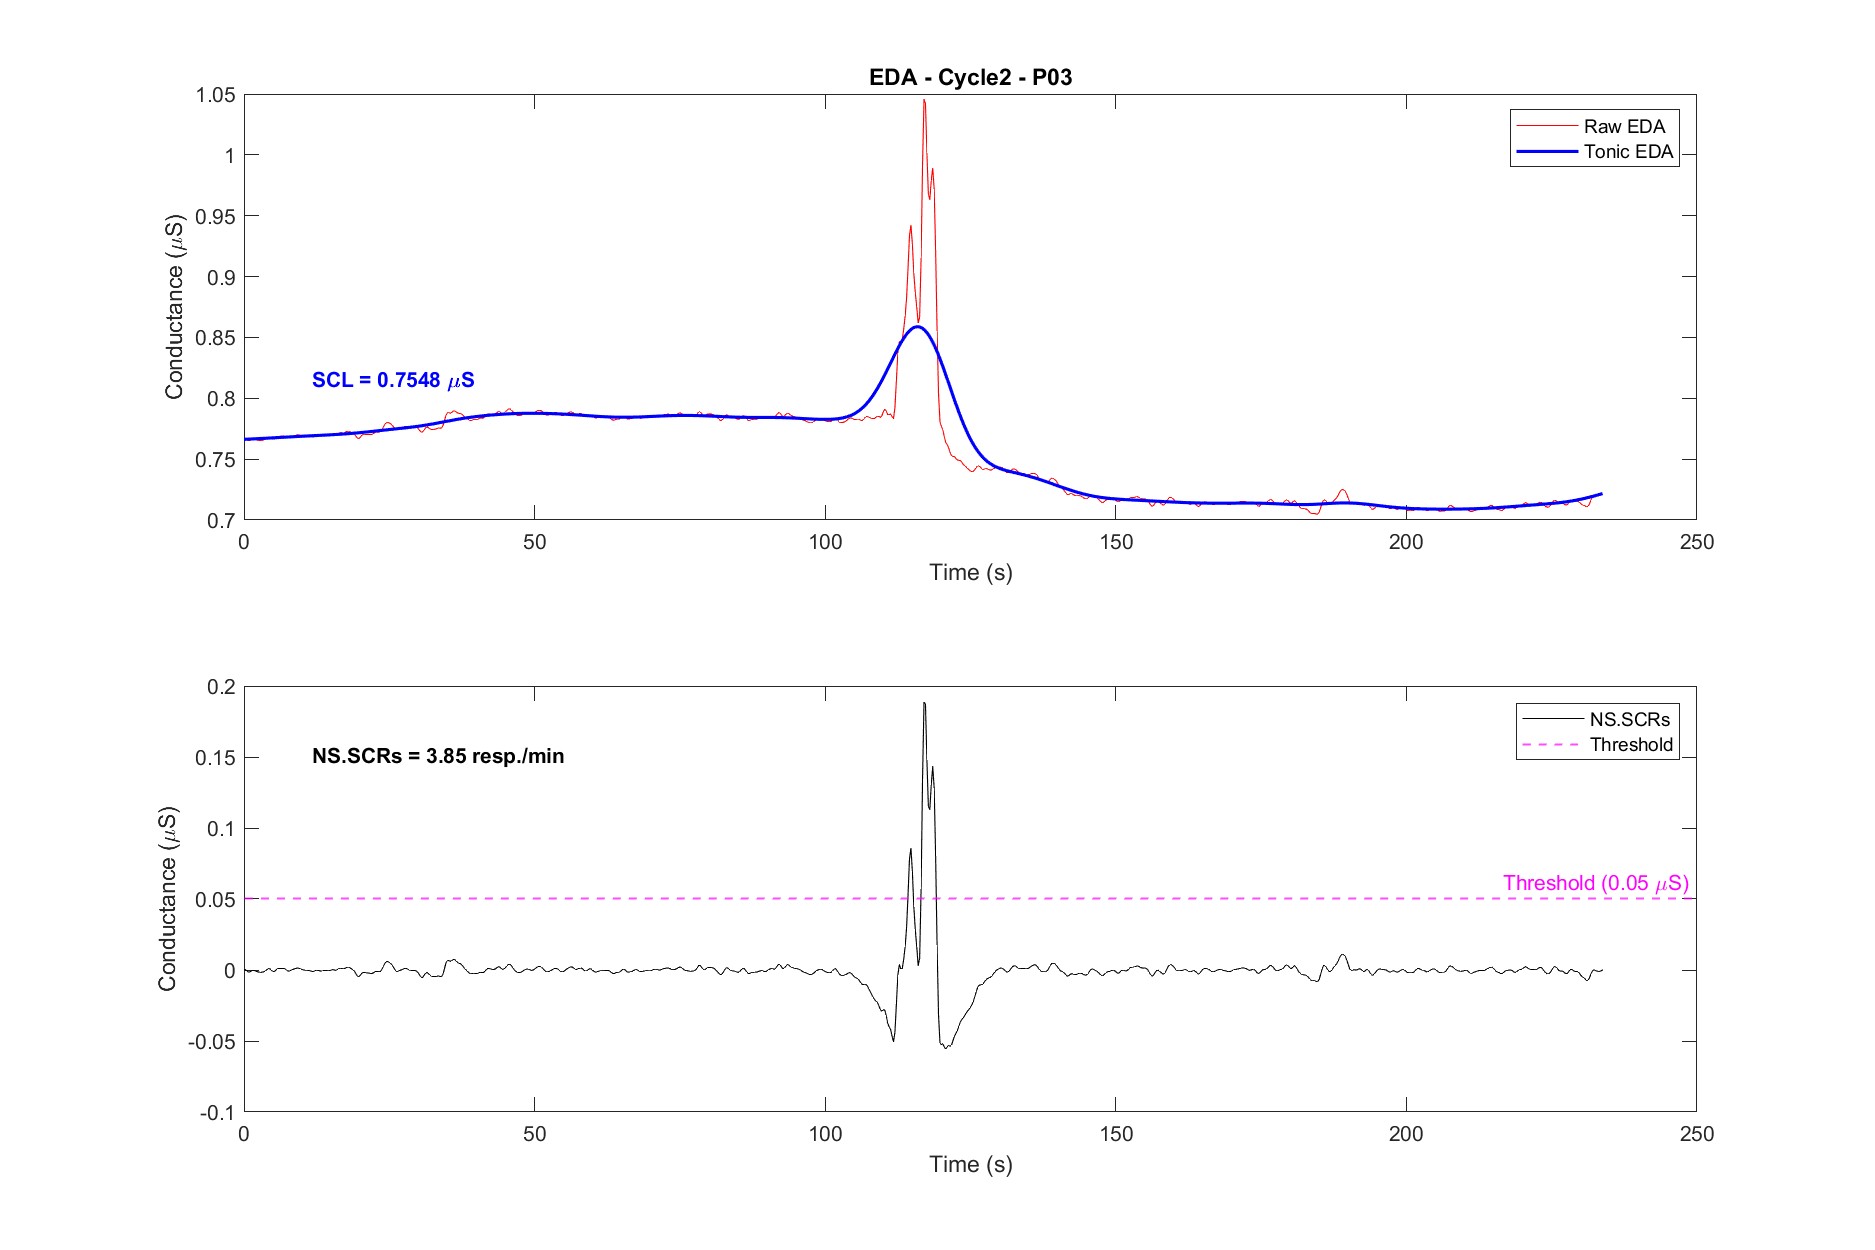 EDA - Cycle2 - P03
1.05
1
0.95
0.9
0.85
0.8
0.75
0.7
Conductance (μS)
Raw EDA
Tonic EDA
SCL = 0.7548 μS
0 50 100 150 200 250
Time (s)
0.2
0.15
0.1
0.05
0
-0.05
-0.1
Conductance (μS)
NS.SCRs
Threshold
NS.SCRs = 3.85 resp./min
Threshold (0.05 μS)
0 50 100 150 200 250
Time (s)